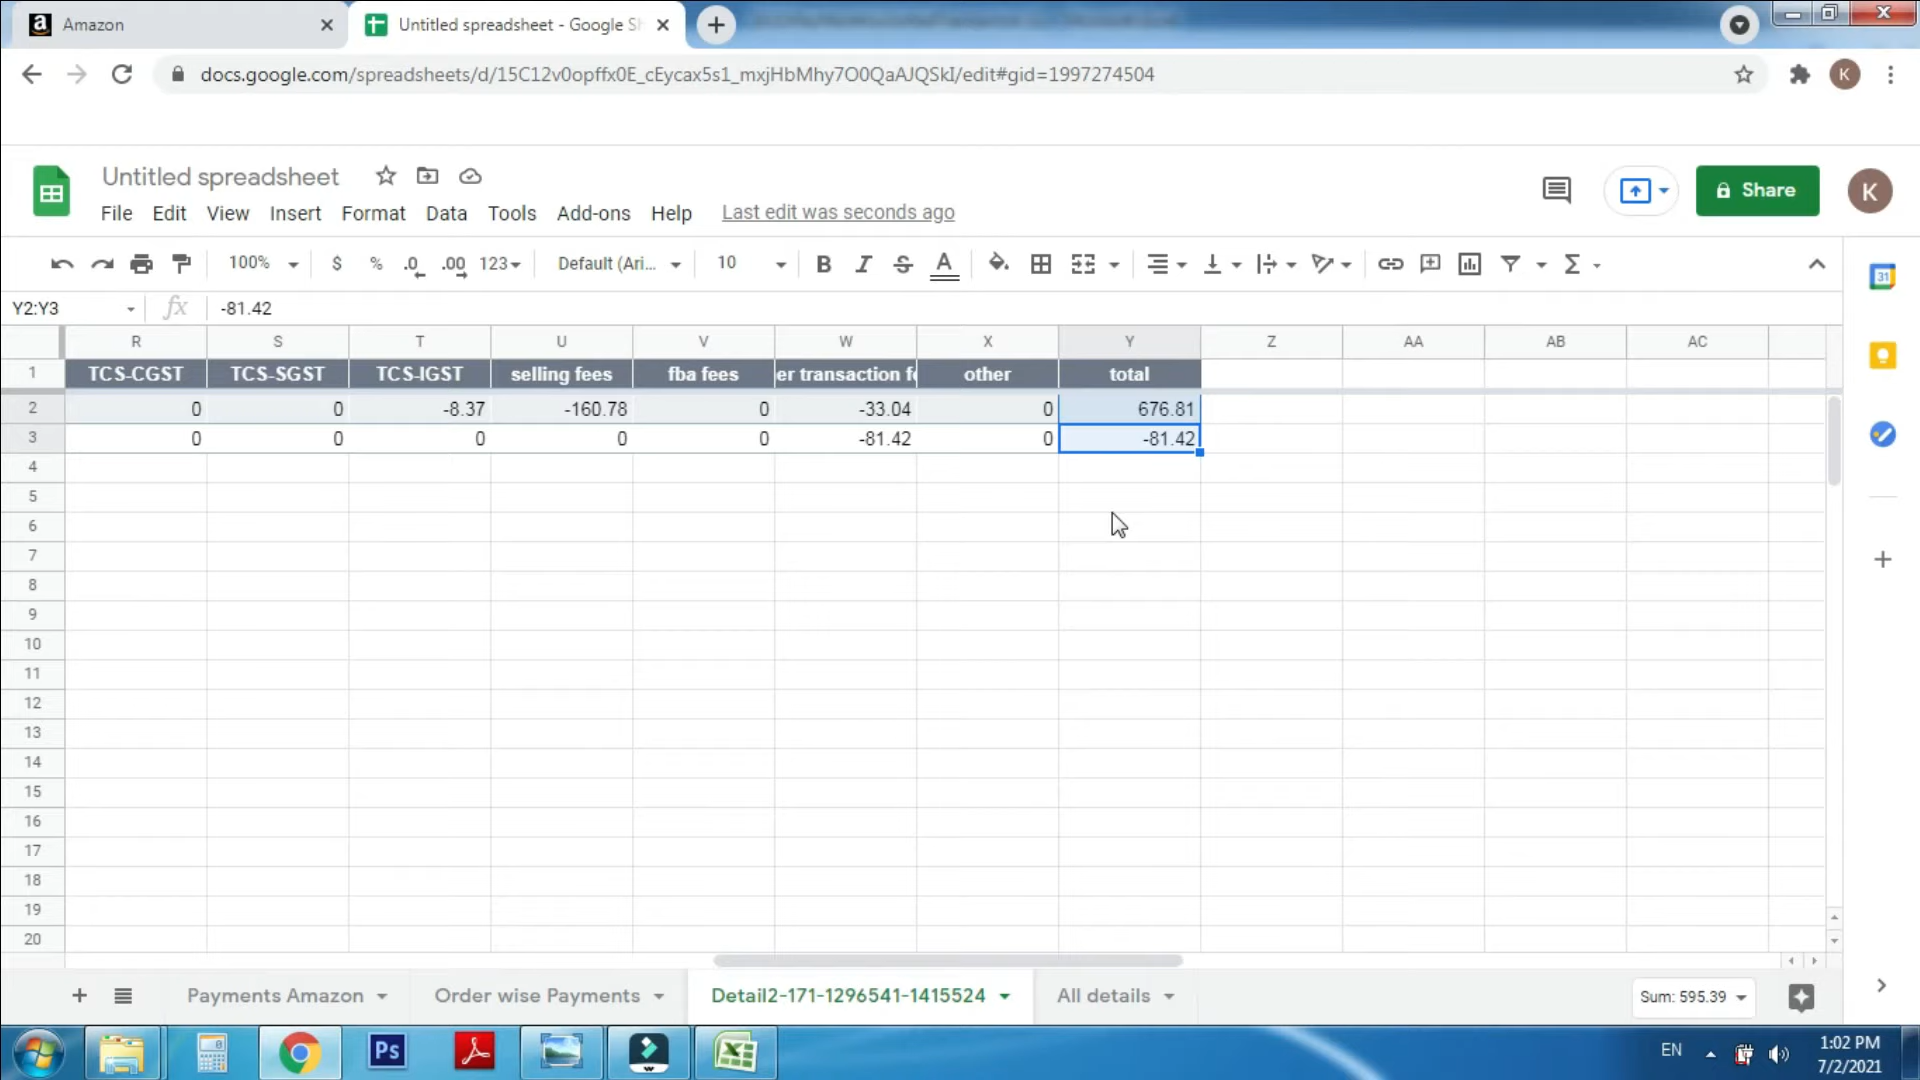 Amazon
Untitled spreadsheet - Google Sh
docs.google.com/spreadsheets/d/15C12v0opffx0E_cEycax5s1_mxjHbMhy7O0QaAJQSkI/edit#gid=1997274504
K
Untitled spreadsheet
File Edit View Insert Format Data Tools Add-ons Help Last edit was seconds ago
Share
K
100% $ % .0 .00 123 Default (Ari... 10 B I S A Σ
31
Y2:Y3 fx -81.42
R S T U V W X Y Z AA AB AC
1 TCS-CGST TCS-SGST TCS-IGST selling fees fba fees er transaction fe other total
2 0 0 -8.37 -160.78 0 -33.04 0 676.81
3 0 0 0 0 0 -81.42 0 -81.42
4
5
6
7
8
9
10
11
12
13
14
15
16
17
18
19
20
Payments Amazon Order wise Payments Detail2-171-1296541-1415524 All details Sum: 595.39
Ps
EN
1:02 PM
7/2/2021